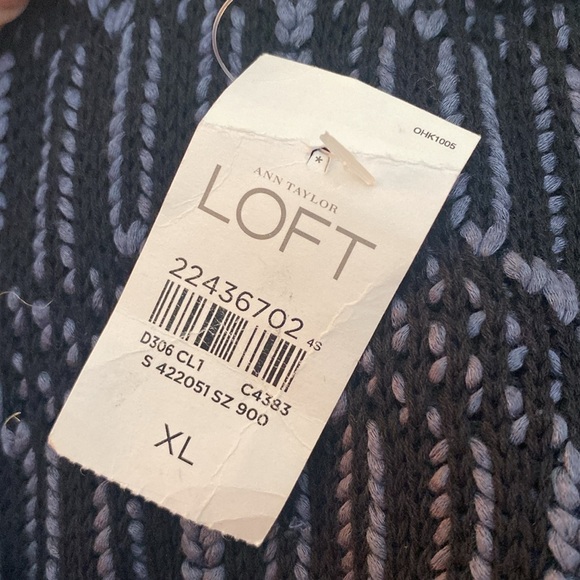 OHK1005
*
ANN TAYLOR
LOFT
22436702 4S
D306 CL1 C4383
S 422051 SZ 900
XL